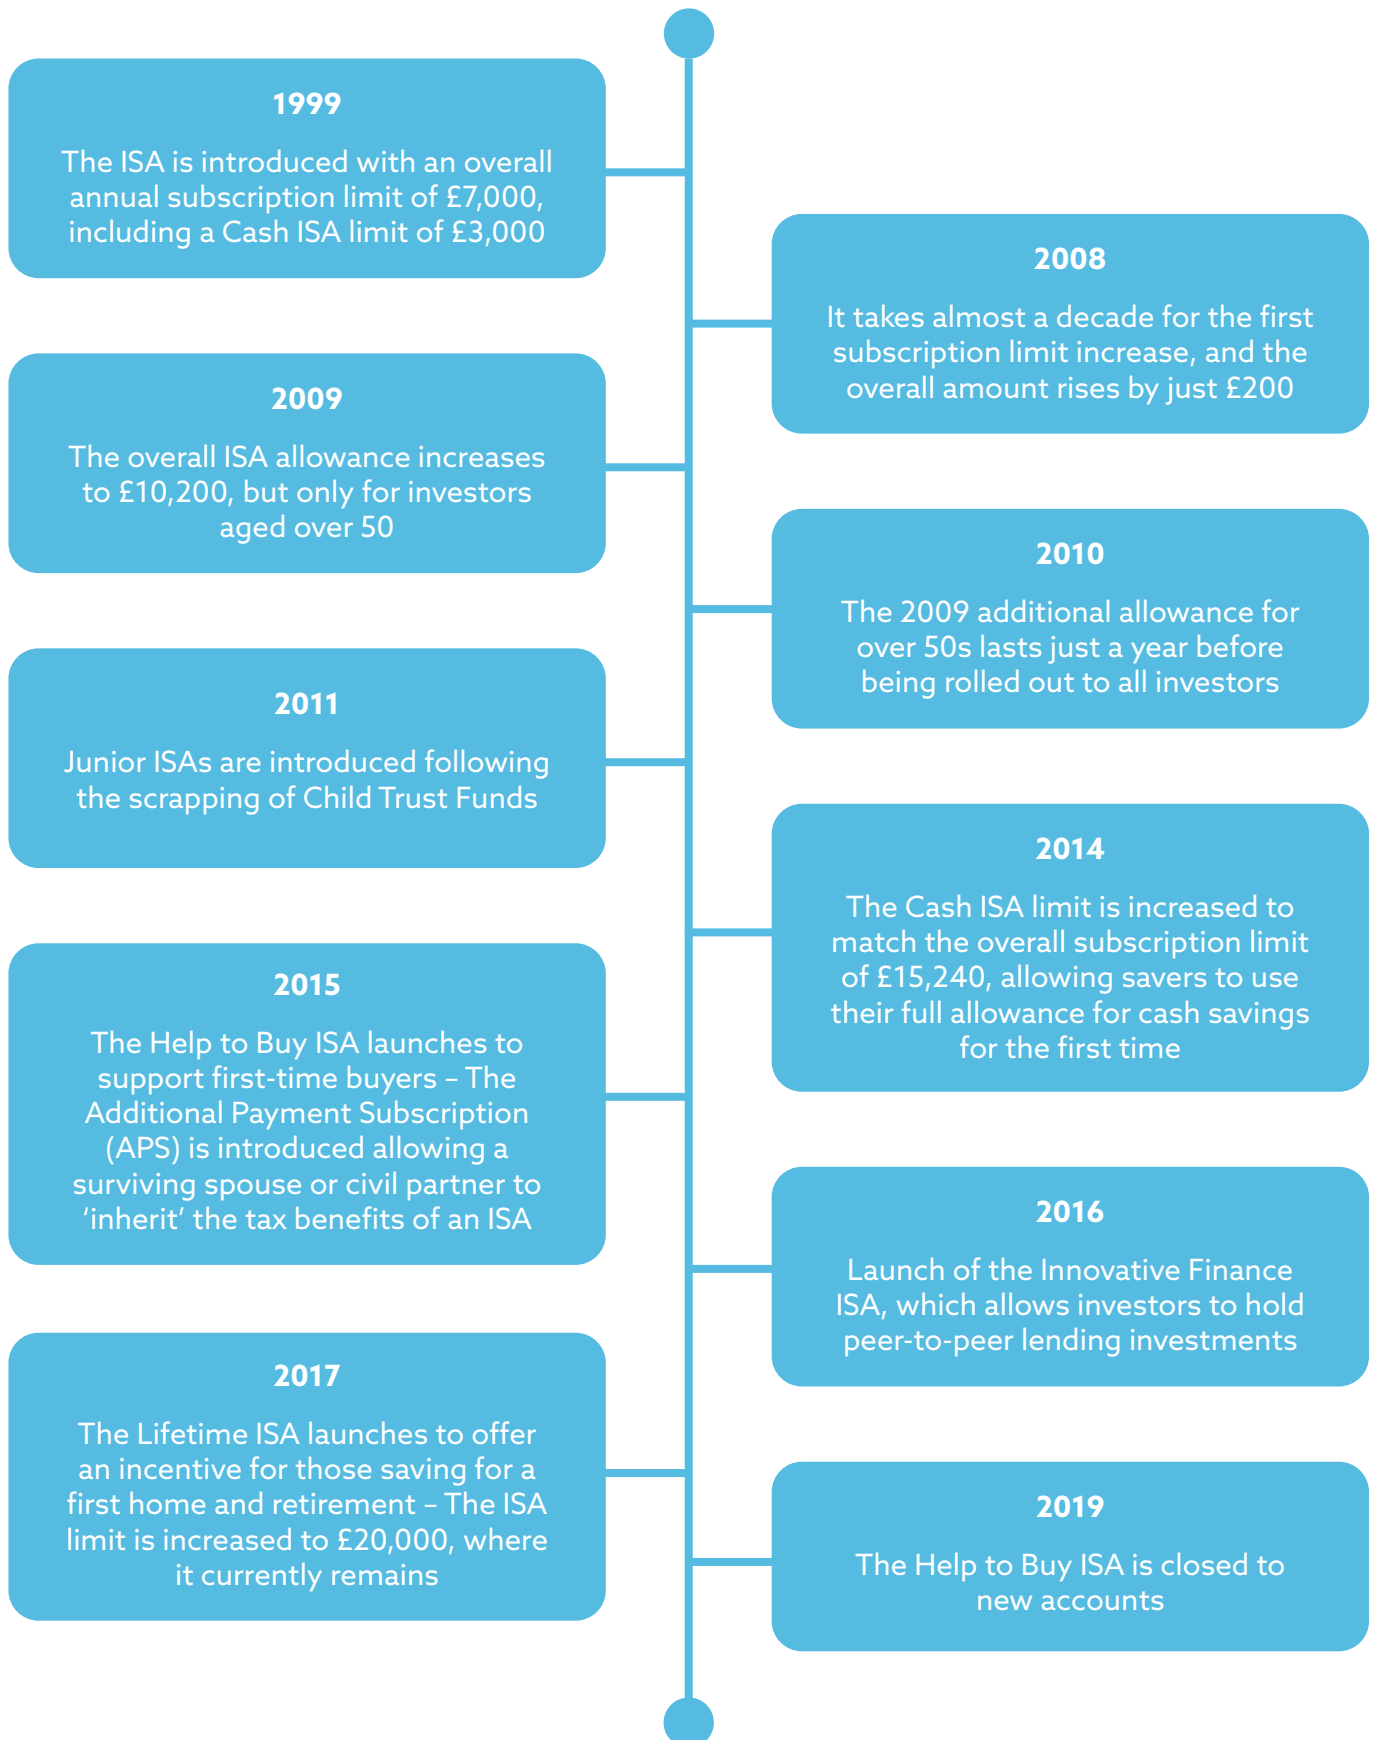 1999
The ISA is introduced with an overall
annual subscription limit of £7,000,
including a Cash ISA limit of £3,000
2008
It takes almost a decade for the first
subscription limit increase, and the
overall amount rises by just £200
2009
The overall ISA allowance increases
to £10,200, but only for investors
aged over 50
2010
The 2009 additional allowance for
over 50s lasts just a year before
being rolled out to all investors
2011
Junior ISAs are introduced following
the scrapping of Child Trust Funds
2014
The Cash ISA limit is increased to
match the overall subscription limit
of £15,240, allowing savers to use
their full allowance for cash savings
for the first time
2015
The Help to Buy ISA launches to
support first-time buyers – The
Additional Payment Subscription
(APS) is introduced allowing a
surviving spouse or civil partner to
‘inherit’ the tax benefits of an ISA
2016
Launch of the Innovative Finance
ISA, which allows investors to hold
peer-to-peer lending investments
2017
The Lifetime ISA launches to offer
an incentive for those saving for a
first home and retirement – The ISA
limit is increased to £20,000, where
it currently remains
2019
The Help to Buy ISA is closed to
new accounts